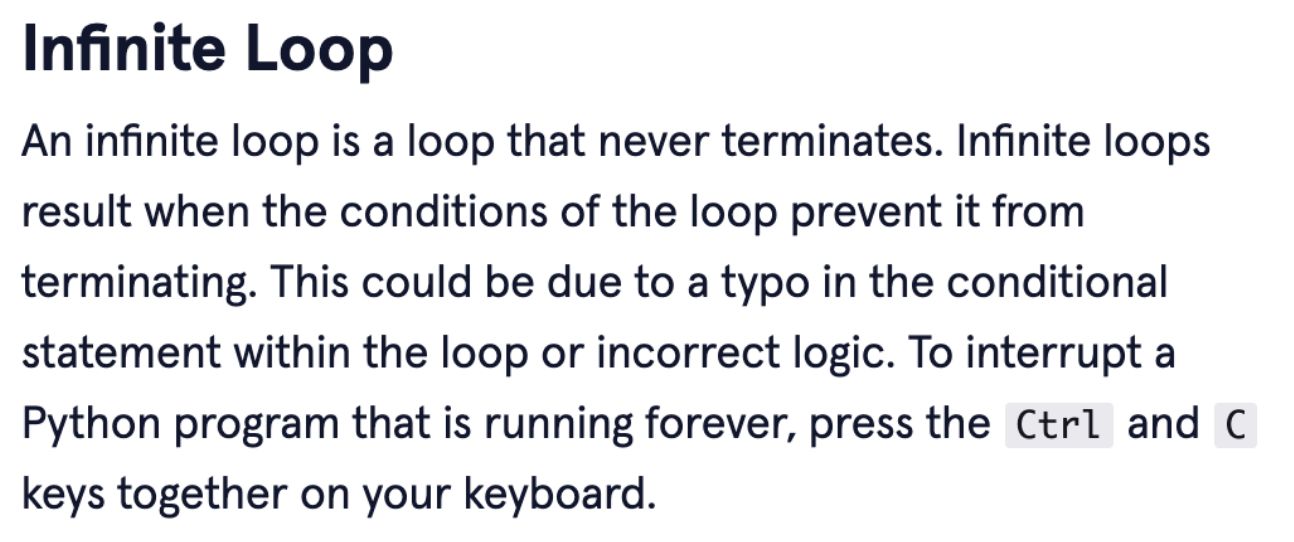 Infinite Loop
An infinite loop is a loop that never terminates. Infinite loops
result when the conditions of the loop prevent it from
terminating. This could be due to a typo in the conditional
statement within the loop or incorrect logic. To interrupt a
Python program that is running forever, press the Ctrl and C
keys together on your keyboard.